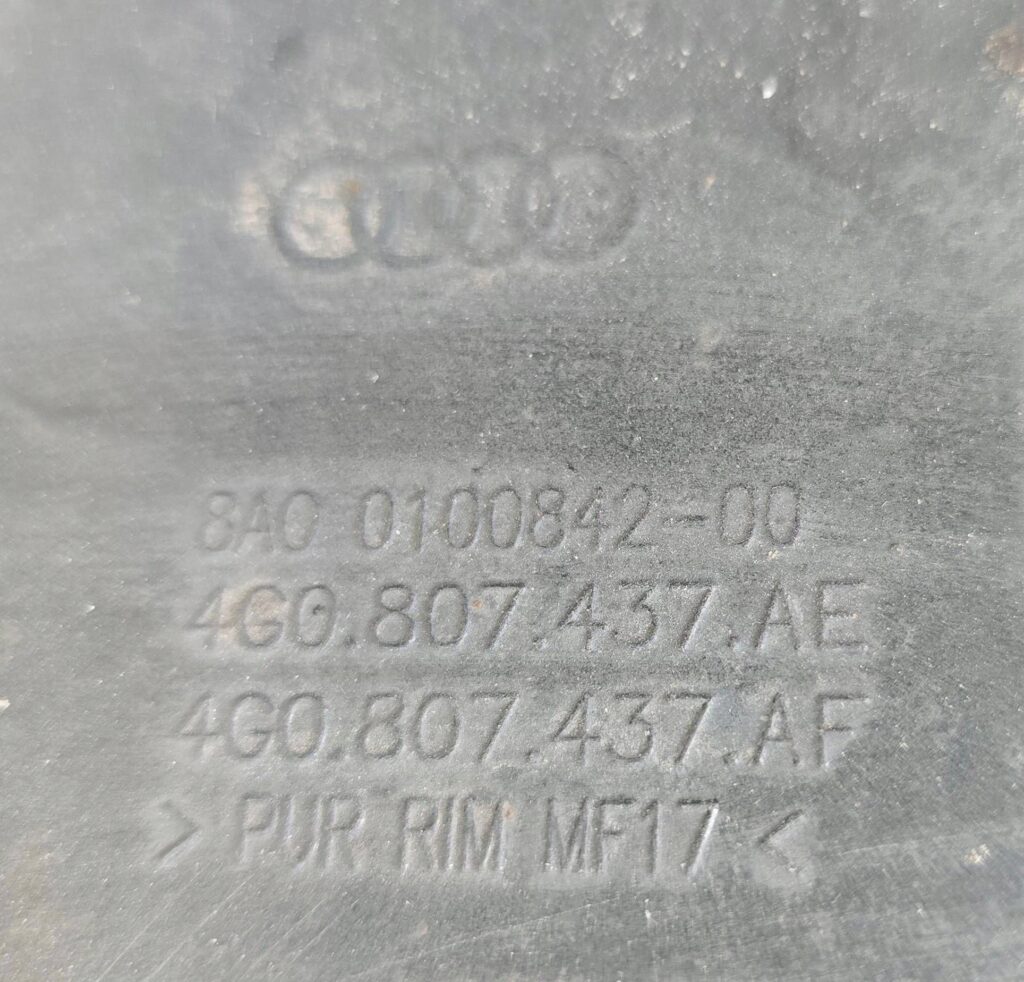 8A0 0100842-00
4G0.807.437.AE
4G0.807.437.AF
> PUR RIM MF17 <